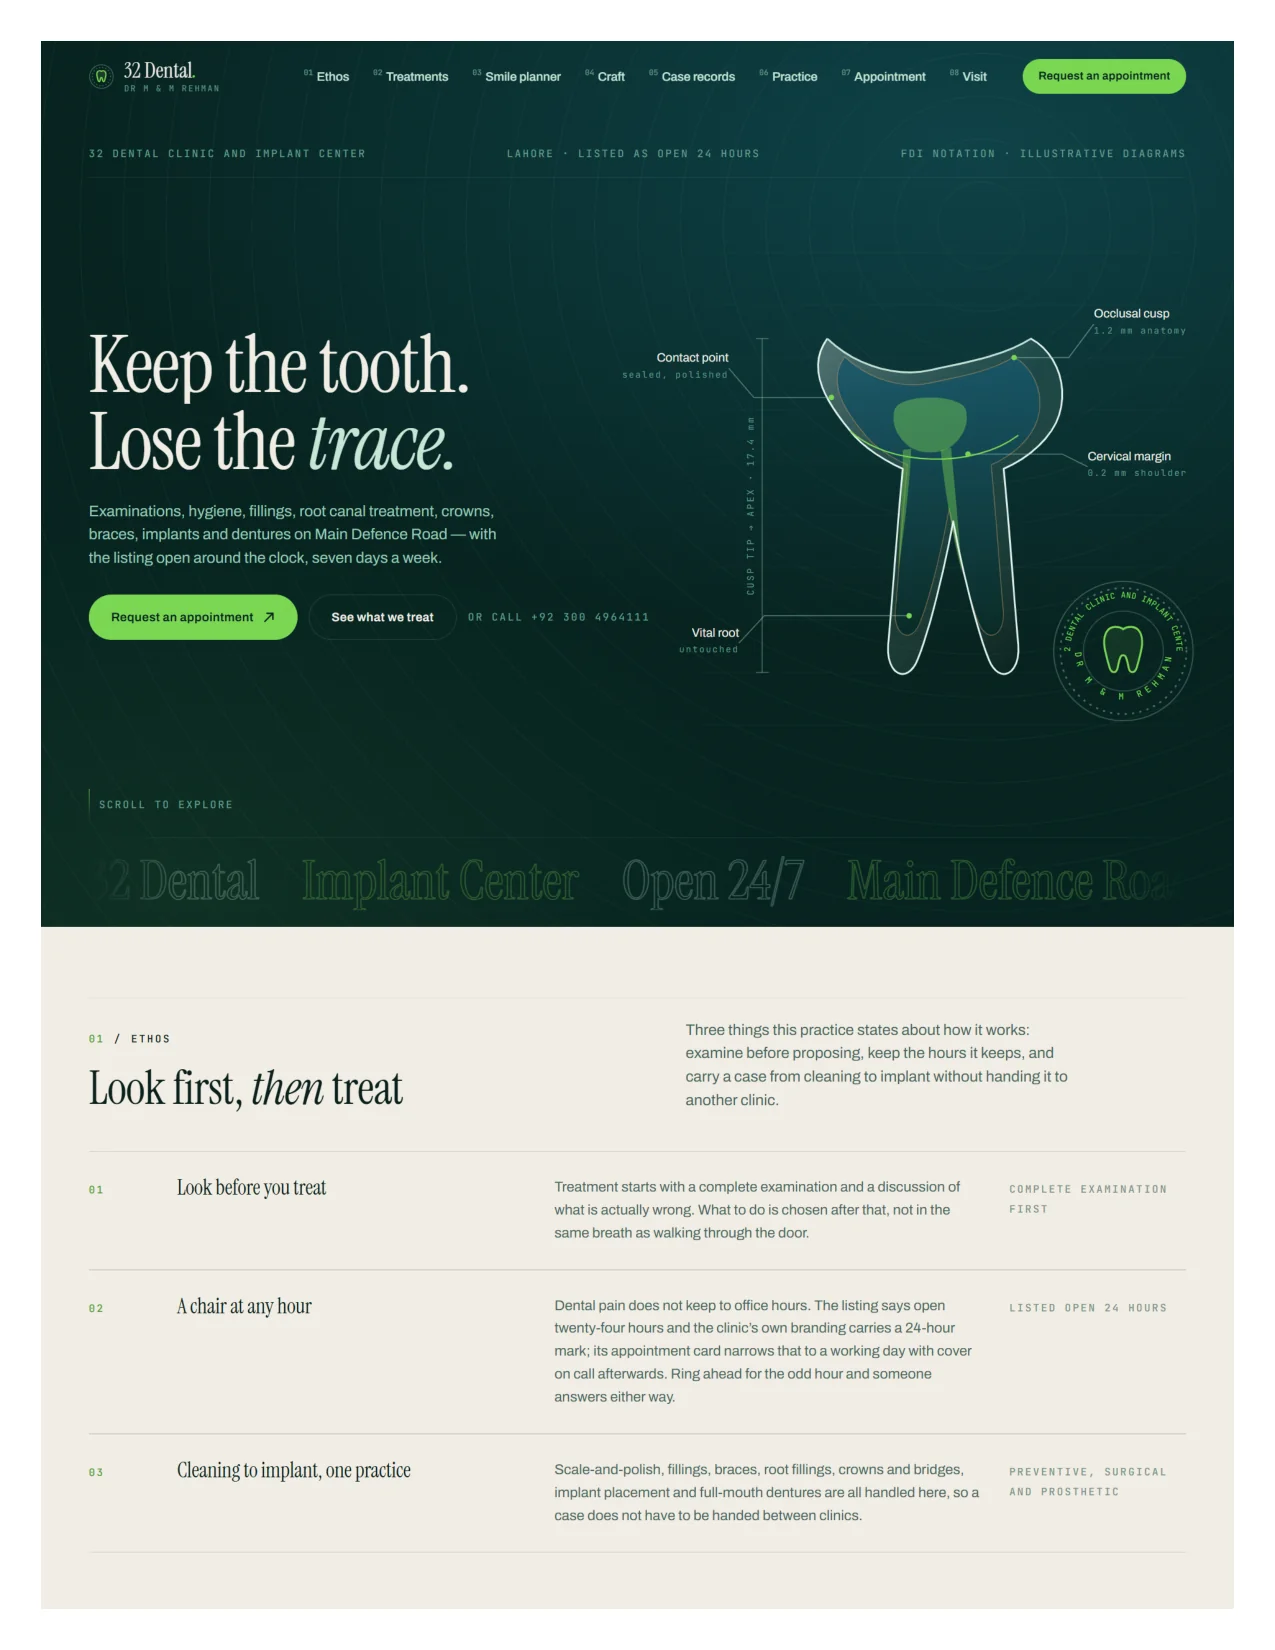 32 Dental.
DR M & M REHMAN
01 Ethos
02 Treatments
03 Smile planner
04 Craft
05 Case records
06 Practice
07 Appointment
08 Visit
Request an appointment
32 DENTAL CLINIC AND IMPLANT CENTER
LAHORE · LISTED AS OPEN 24 HOURS
FDI NOTATION · ILLUSTRATIVE DIAGRAMS
Keep the tooth.
Lose the trace.
Examinations, hygiene, fillings, root canal treatment, crowns,
braces, implants and dentures on Main Defence Road — with
the listing open around the clock, seven days a week.
Request an appointment
See what we treat
OR CALL +92 300 4964111
Occlusal cusp
1.2 mm anatomy
Contact point
sealed, polished
CUSP TIP → APEX · 17.4 mm
Cervical margin
0.2 mm shoulder
Vital root
untouched
2 DENTAL CLINIC AND IMPLANT CENTE
DR M & M REHMAN
SCROLL TO EXPLORE
32 Dental
Implant Center
Open 24/7
Main Defence Roa
01 / ETHOS
Look first, then treat
Three things this practice states about how it works:
examine before proposing, keep the hours it keeps, and
carry a case from cleaning to implant without handing it to
another clinic.
01
Look before you treat
Treatment starts with a complete examination and a discussion of
what is actually wrong. What to do is chosen after that, not in the
same breath as walking through the door.
COMPLETE EXAMINATION
FIRST
02
A chair at any hour
Dental pain does not keep to office hours. The listing says open
twenty-four hours and the clinic's own branding carries a 24-hour
mark; its appointment card narrows that to a working day with cover
on call afterwards. Ring ahead for the odd hour and someone
answers either way.
LISTED OPEN 24 HOURS
03
Cleaning to implant, one practice
Scale-and-polish, fillings, braces, root fillings, crowns and bridges,
implant placement and full-mouth dentures are all handled here, so a
case does not have to be handed between clinics.
PREVENTIVE, SURGICAL
AND PROSTHETIC